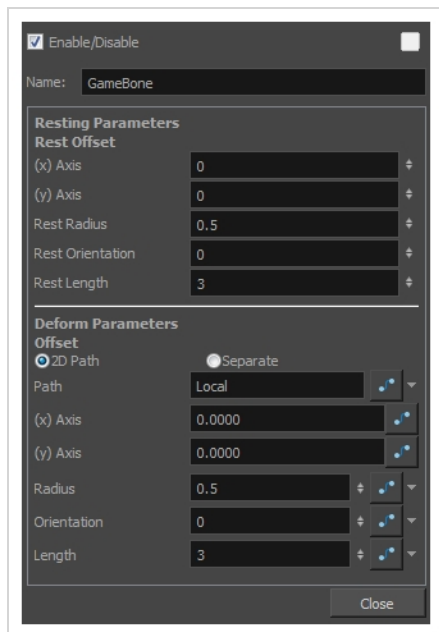 Enable/Disable
Name: GameBone
Resting Parameters
Rest Offset
(x) Axis 0
(y) Axis 0
Rest Radius 0.5
Rest Orientation 0
Rest Length 3
Deform Parameters
Offset
2D Path Separate
Path Local
(x) Axis 0.0000
(y) Axis 0.0000
Radius 0.5
Orientation 0
Length 3
Close